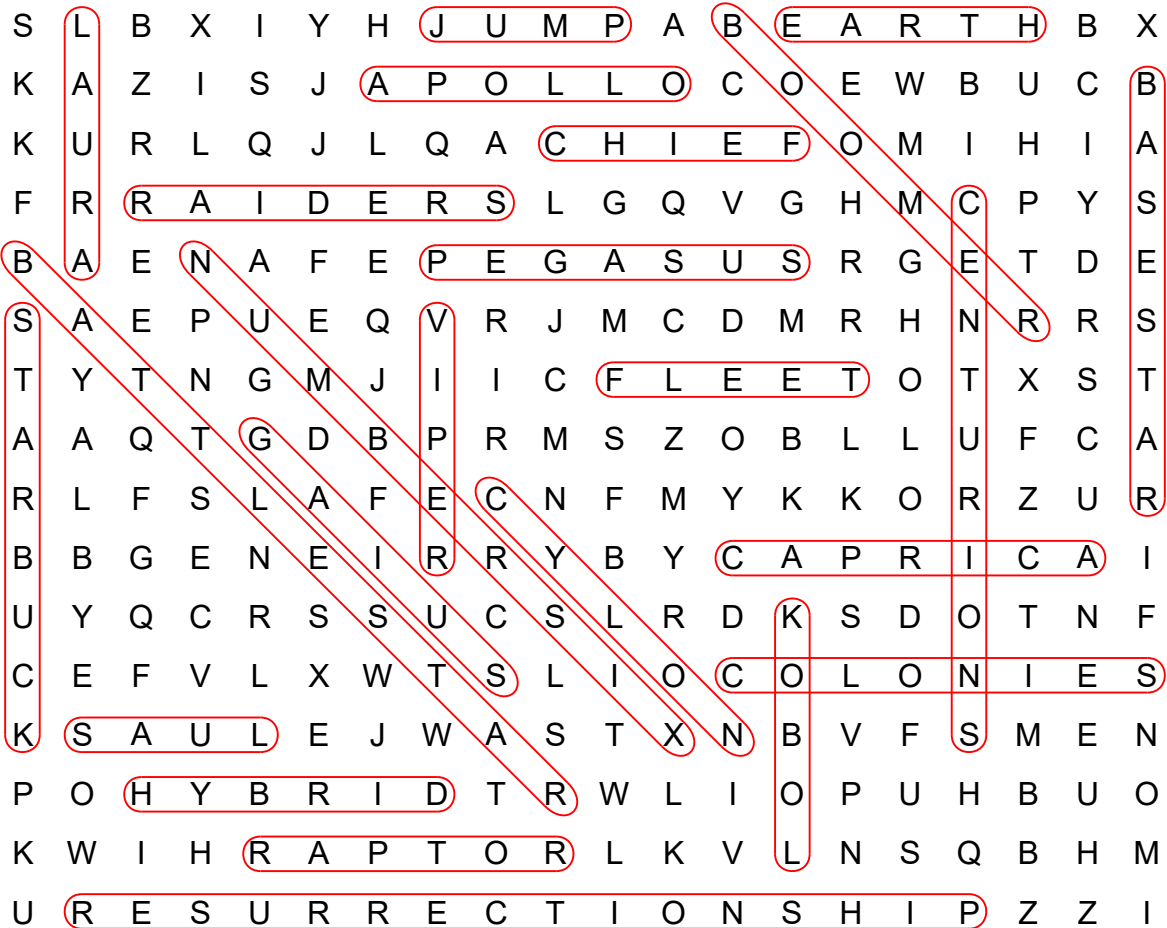 S L B X I Y H J U M P A B E A R T H B X
K A Z I S J A P O L L O C O E W B U C B
K U R L Q J L Q A C H I E F O M I H I A
F R R A I D E R S L G Q V G H M C P Y S
B A E N A F E P E G A S U S R G E T D E
S A E P U E Q V R J M C D M R H N R R S
T Y T N G M J I I C F L E E T O T X S T
A A Q T G D B P R M S Z O B L L U F C A
R L F S L A F E C N F M Y K K O R Z U R
B B G E N E I R R Y B Y C A P R I C A I
U Y Q C R S S U C S L R D K S D O T N F
C E F V L X W T S L I O C O L O N I E S
K S A U L E J W A S T X N B V F S M E N
P O H Y B R I D T R W L I O P U H B U O
K W I H R A P T O R L K V L N S Q B H M
U R E S U R R E C T I O N S H I P Z Z I